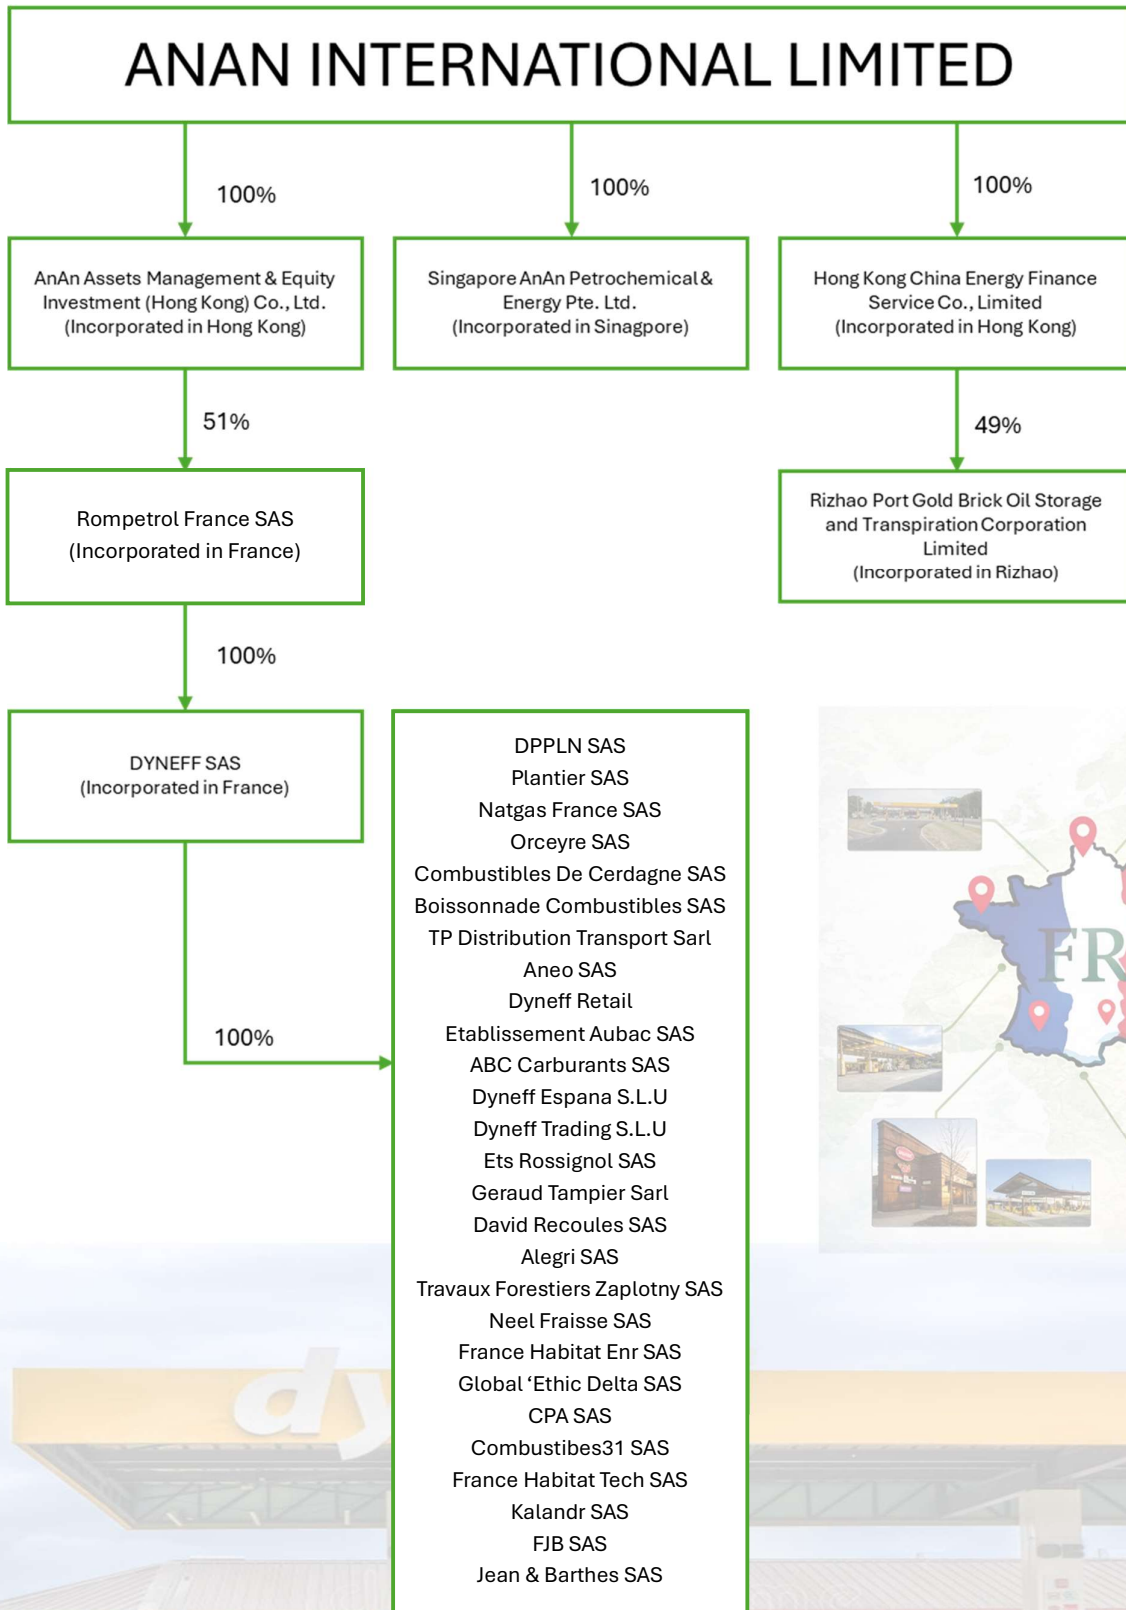 ANAN INTERNATIONAL LIMITED
100%
100%
100%
AnAn Assets Management & Equity
Investment (Hong Kong) Co., Ltd.
(Incorporated in Hong Kong)
Singapore AnAn Petrochemical &
Energy Pte. Ltd.
(Incorporated in Sinagpore)
Hong Kong China Energy Finance
Service Co., Limited
(Incorporated in Hong Kong)
51%
49%
Rompetrol France SAS
(Incorporated in France)
Rizhao Port Gold Brick Oil Storage
and Transpiration Corporation
Limited
(Incorporated in Rizhao)
100%
DYNEFF SAS
(Incorporated in France)
100%
DPPLN SAS
Plantier SAS
Natgas France SAS
Orceyre SAS
Combustibles De Cerdagne SAS
Boissonnade Combustibles SAS
TP Distribution Transport Sarl
Aneo SAS
Dyneff Retail
Etablissement Aubac SAS
ABC Carburants SAS
Dyneff Espana S.L.U
Dyneff Trading S.L.U
Ets Rossignol SAS
Geraud Tampier Sarl
David Recoules SAS
Alegri SAS
Travaux Forestiers Zaplotny SAS
Neel Fraisse SAS
France Habitat Enr SAS
Global ‘Ethic Delta SAS
CPA SAS
Combustibes31 SAS
France Habitat Tech SAS
Kalandr SAS
FJB SAS
Jean & Barthes SAS
FR
dy